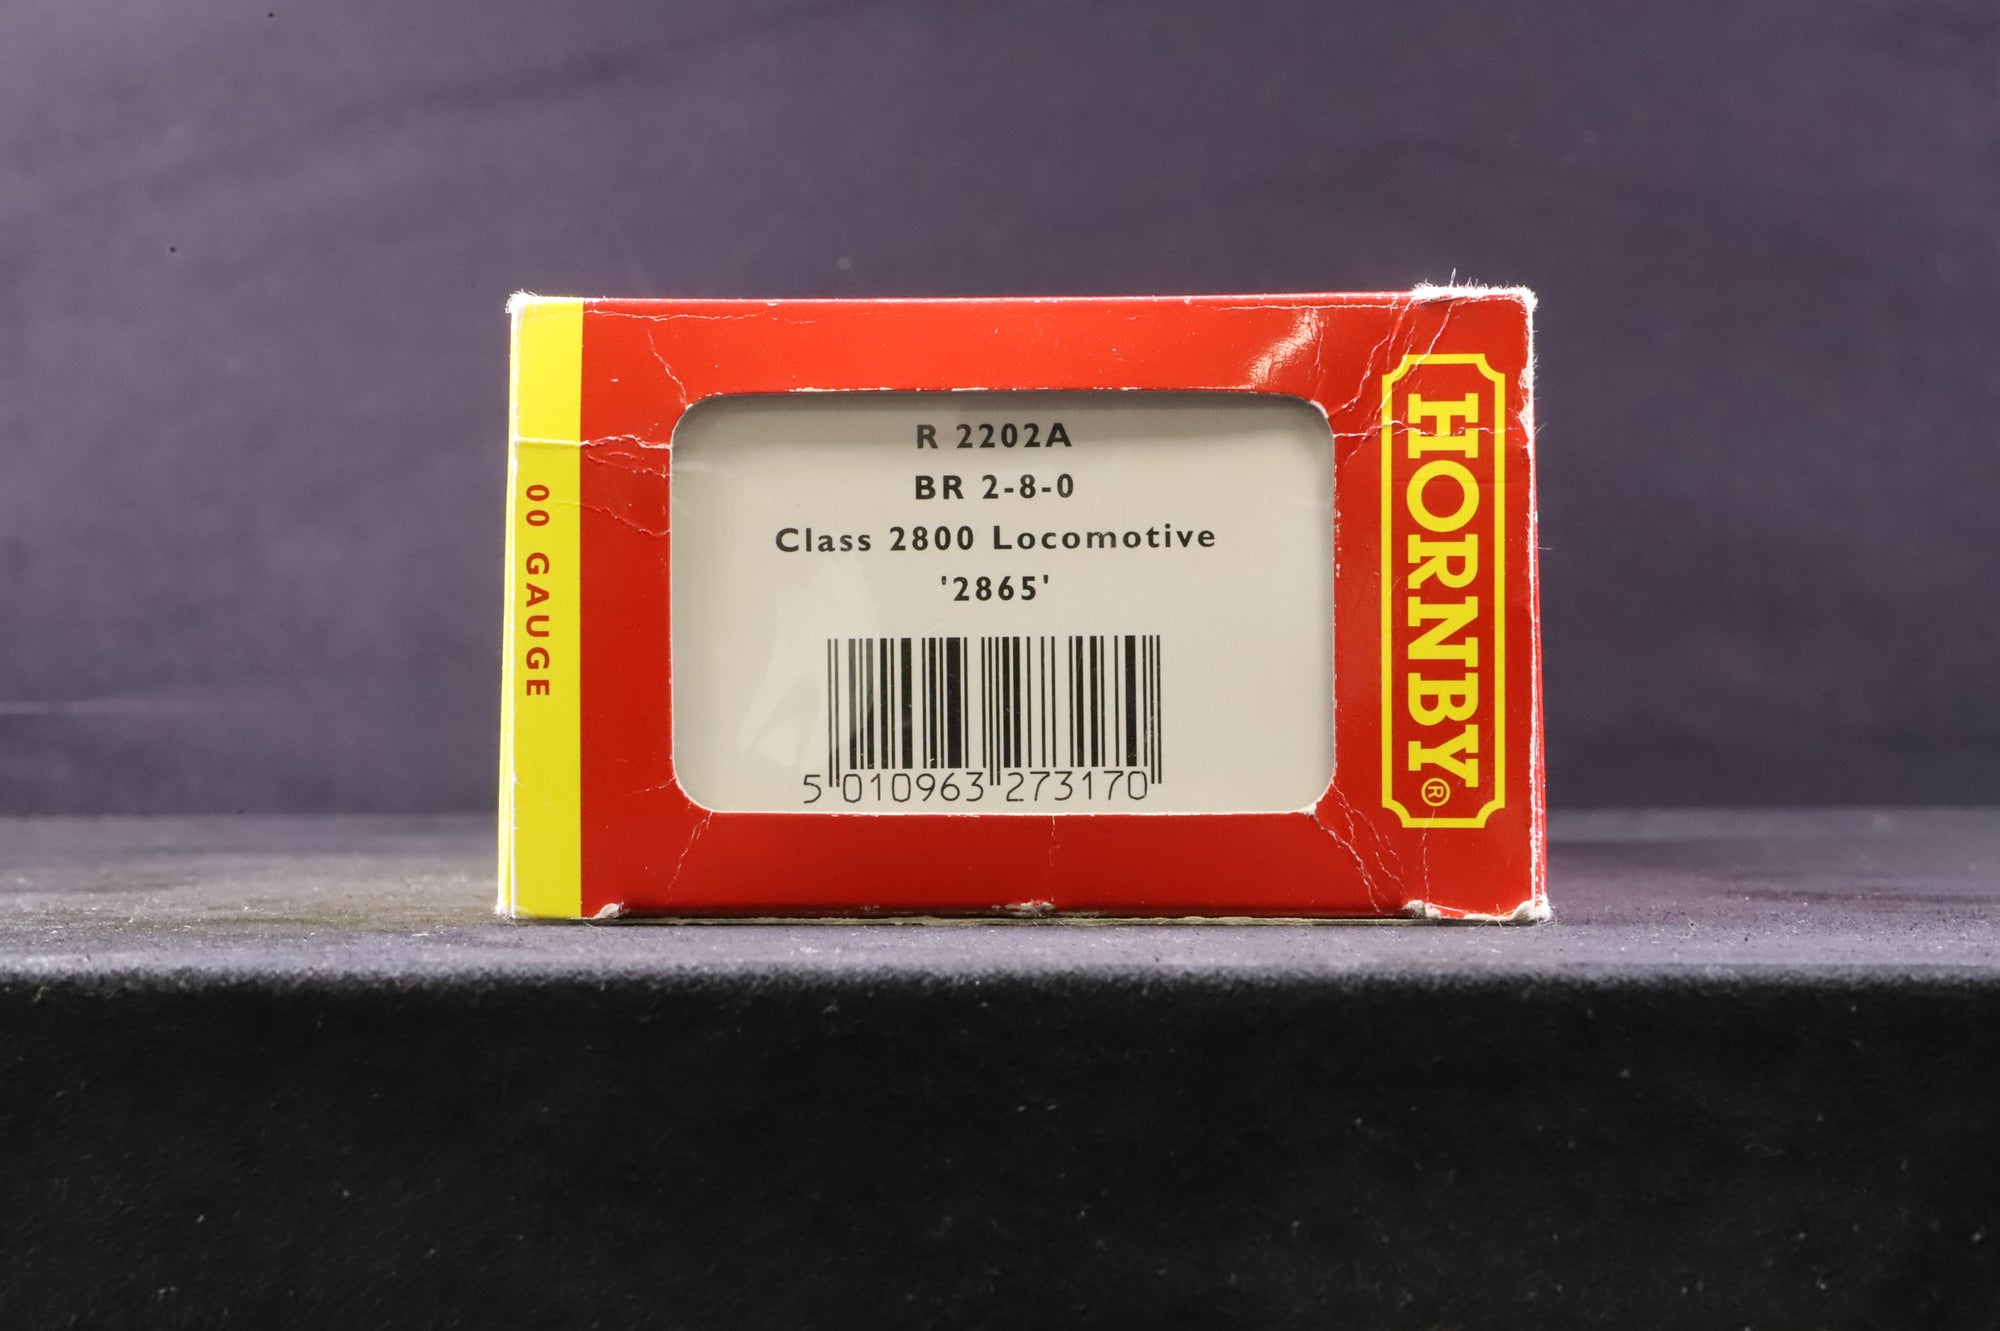 00 GAUGE
R 2202A
BR 2-8-0
Class 2800 Locomotive
'2865'
5 010963 273170
HORNBY®